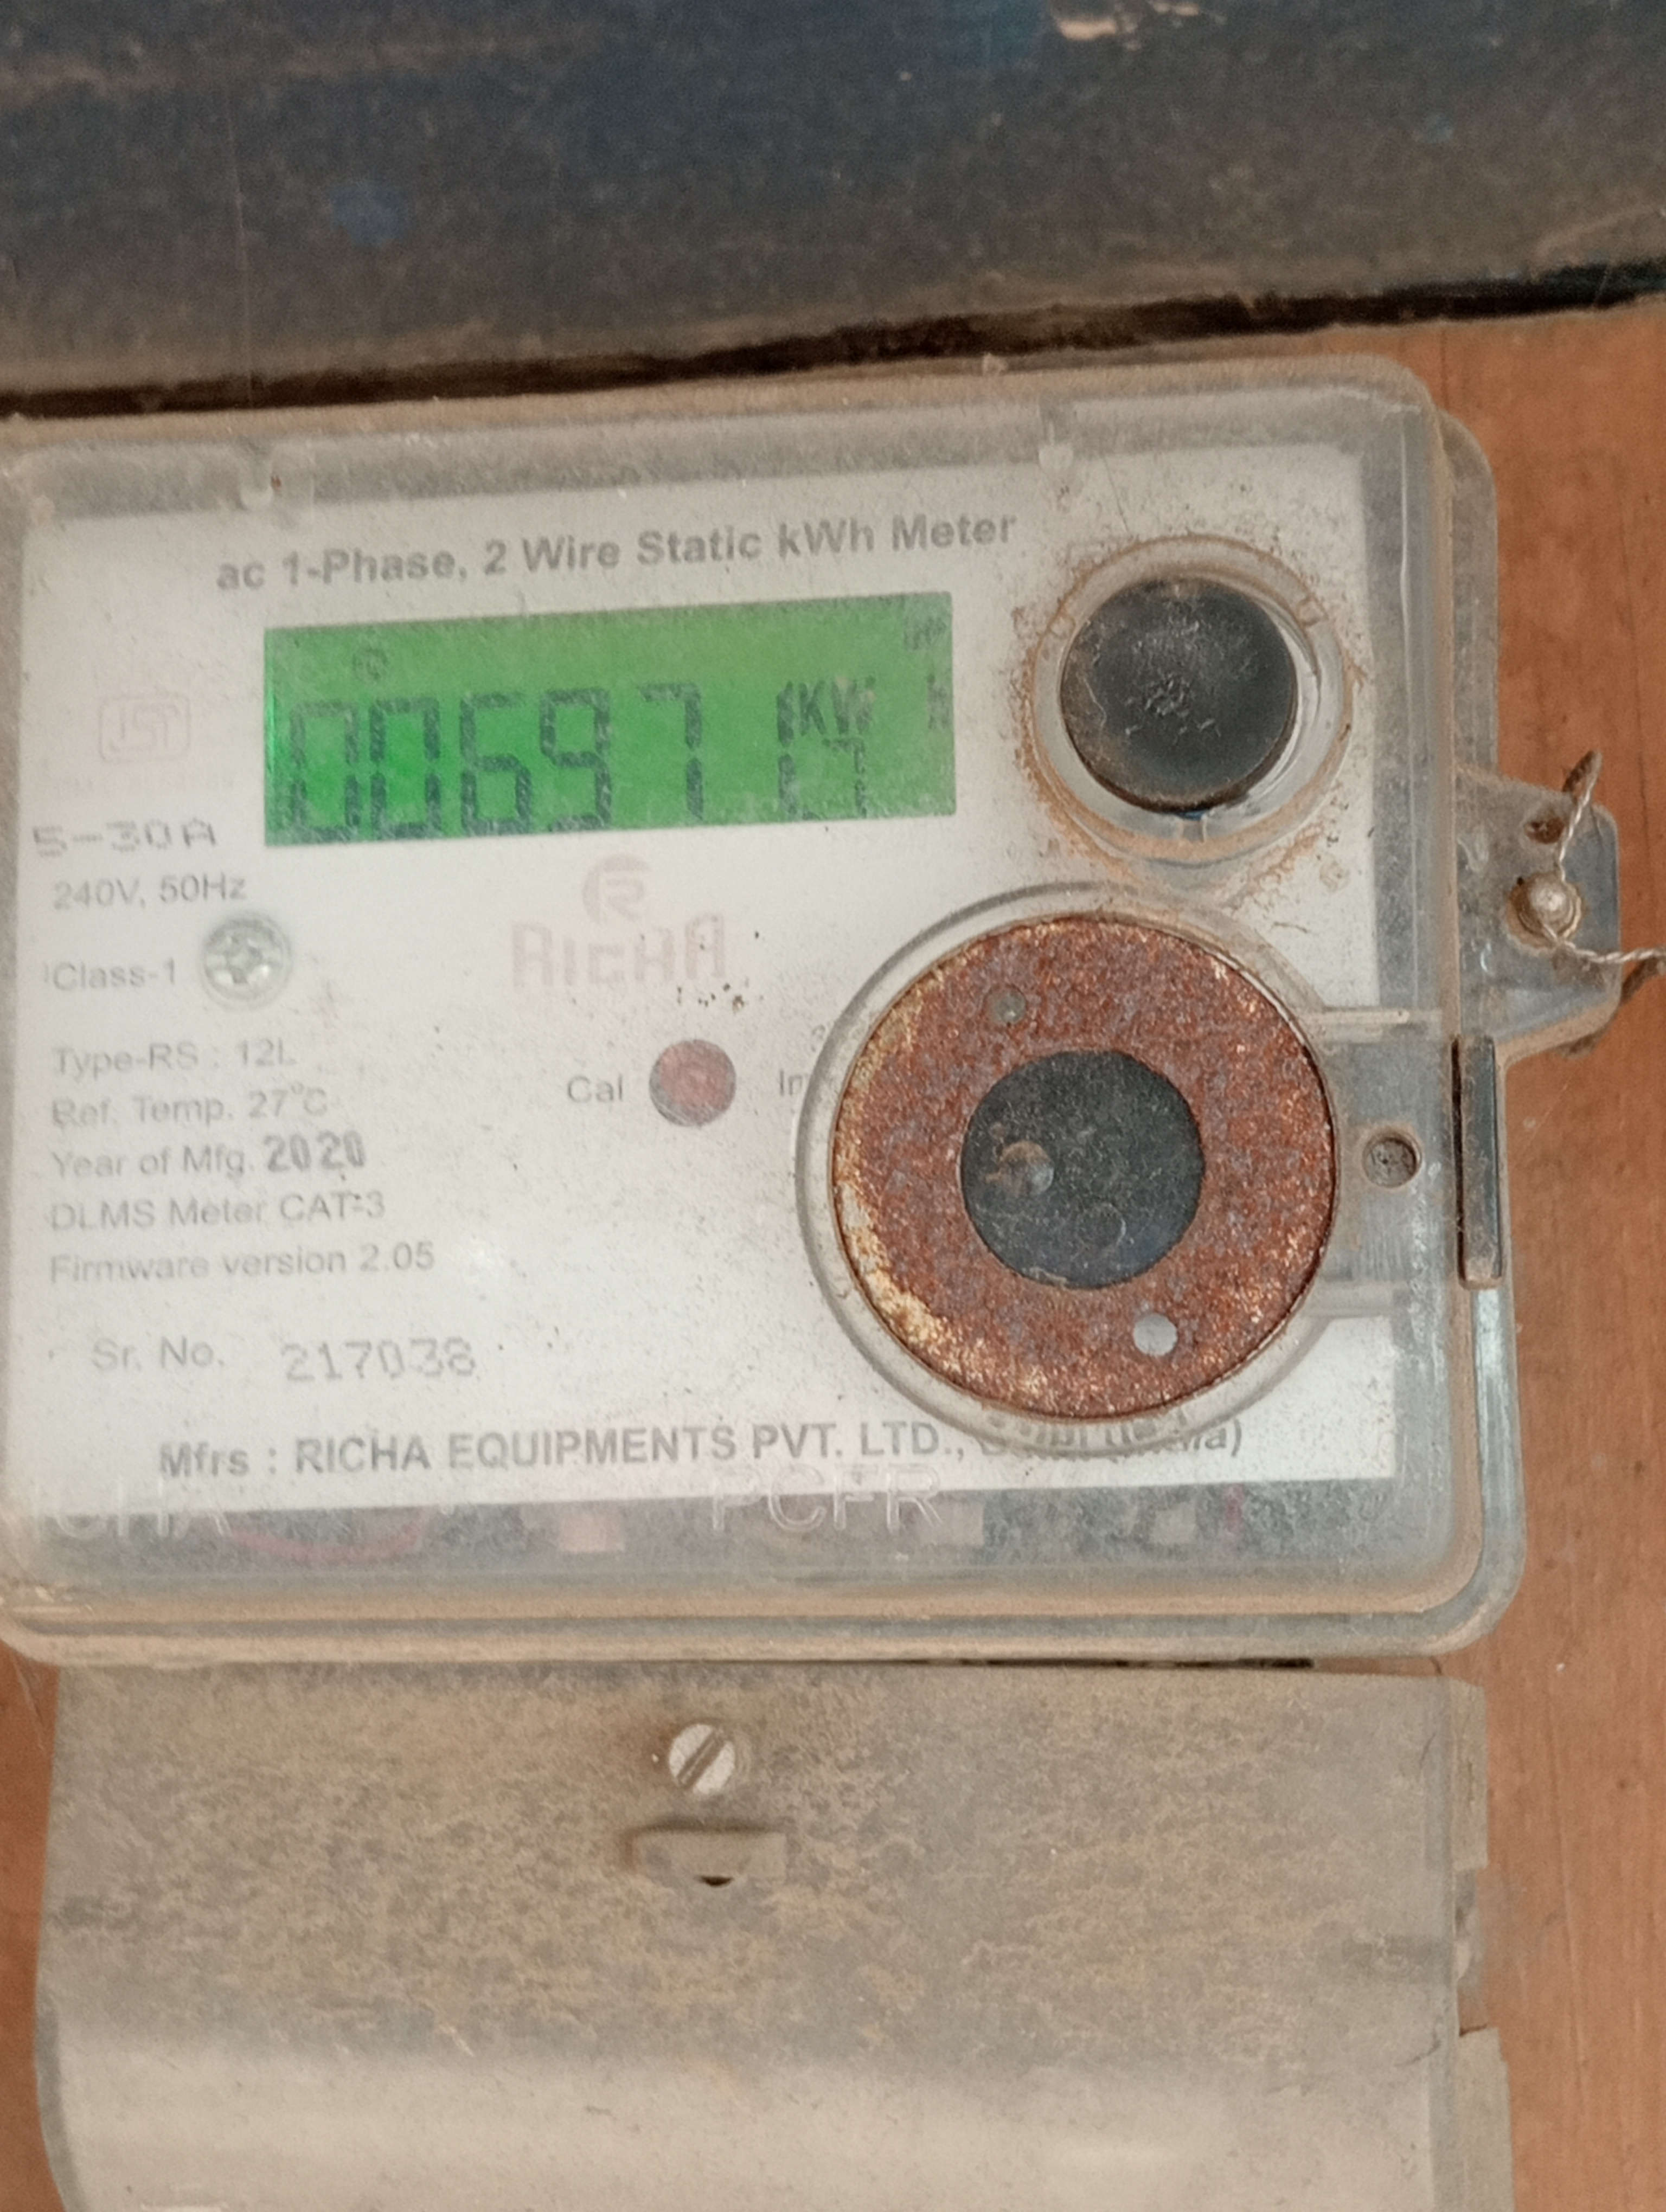 ac 1-Phase, 2 Wire Static kWh Meter
00697 KW h
5-30A
240V, 50Hz
Class-1
RICHA
Type-RS : 12L
Ref. Temp. 27°C
Cal
Year of Mfg. 2020
DLMS Meter CAT-3
Firmware version 2.05
Sr. No. 217038
Mfrs : RICHA EQUIPMENTS PVT. LTD.,